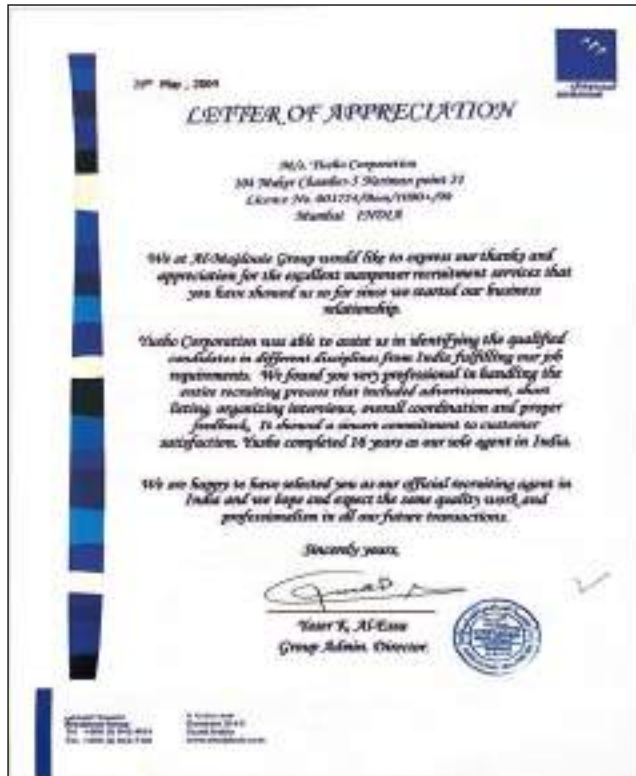 May, 2004
LETTER OF APPRECIATION
M/s. Yusho Corporation
Mumbai INDIA
We at Al-Majdouie Group would like to express our thanks and
appreciation for the excellent manpower recruitment services that
you have showed us so far since we started our business
relationship.
Yusho Corporation was able to assist us in identifying the qualified
candidates in different disciplines from India fulfilling our job
requirements. We found you very professional in handling the
entire recruiting process that included advertisement, short
listing, organizing interviews, overall coordination and proper
feedback. It showed a sincere commitment to customer
satisfaction. Yusho completed 16 years as our sole agent in India.
We are happy to have selected you as our official recruiting agent in
India and we hope and expect the same quality work and
professionalism in all our future transactions.
Sincerely yours,
Yaser K. Al-Essa
Group Admin. Director